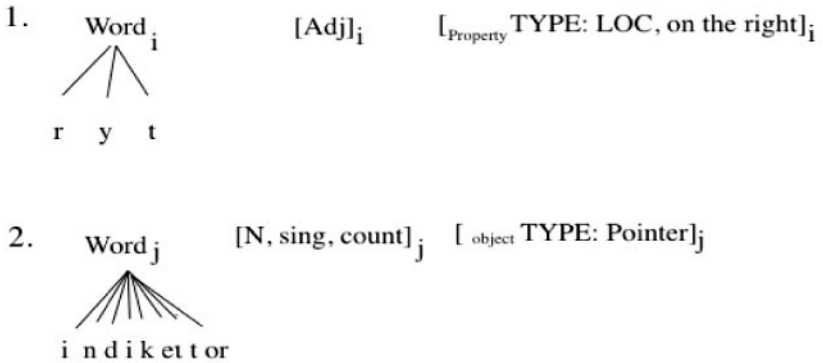 1. Word i [Adj]i [Property TYPE: LOC, on the right]i
r y t
2. Word j [N, sing, count] j [ object TYPE: Pointer]j
i n d i k eɪ t or